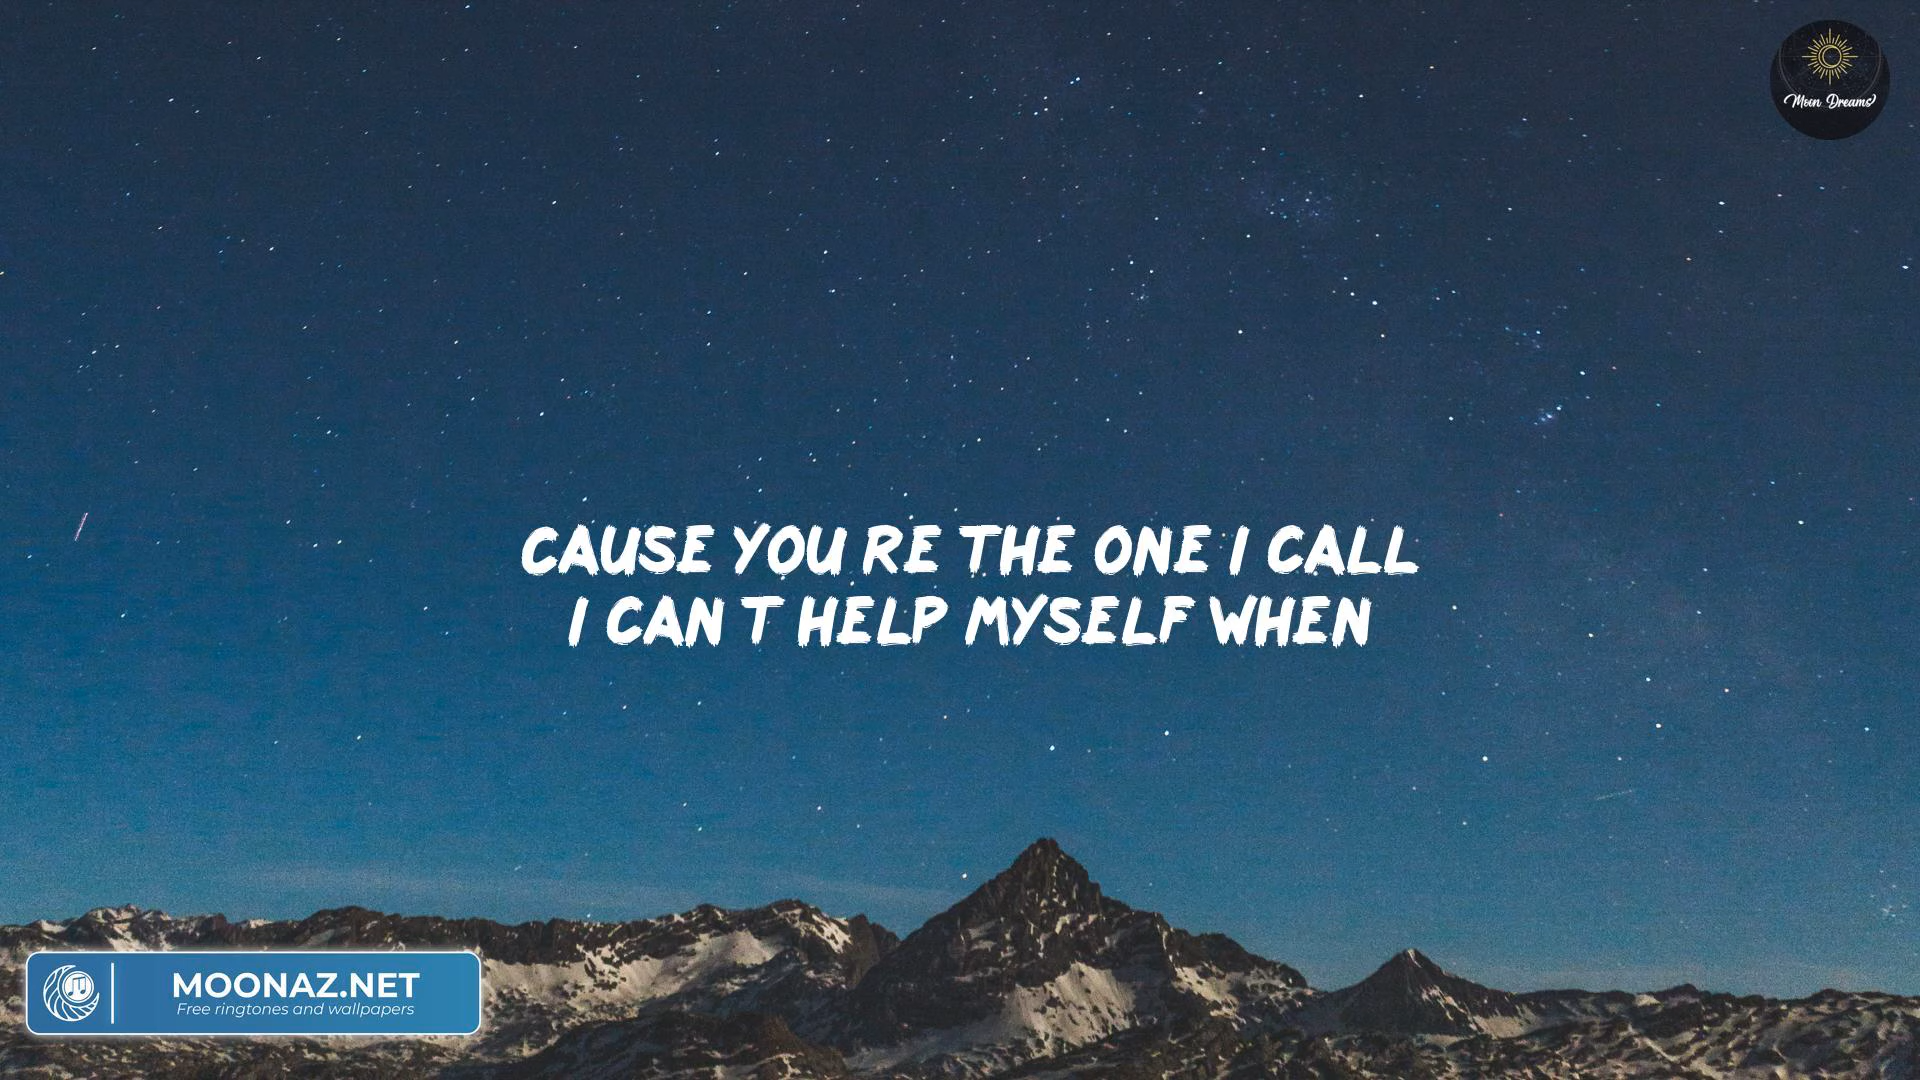 Moon Dreams
CAUSE YOU RE THE ONE I CALL
I CAN T HELP MYSELF WHEN
MOONAZ.NET
Free ringtones and wallpapers